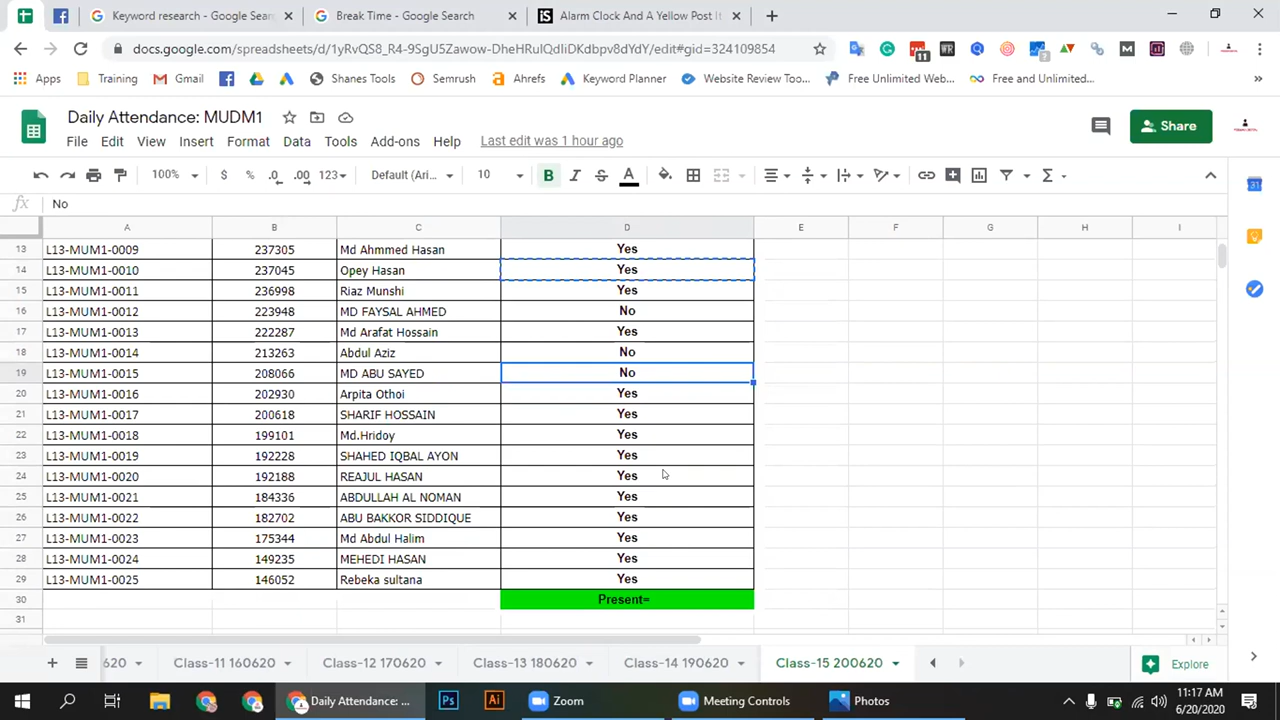 Keyword research - Google Sear
Break Time - Google Search
Alarm Clock And A Yellow Post It
docs.google.com/spreadsheets/d/1yRvQS8_R4-9SgU5Zawow-DheHRulQdIiDKdbpv8dYdY/edit#gid=324109854
Apps
Training
Gmail
Shanes Tools
Semrush
Ahrefs
Keyword Planner
Website Review Too...
Free Unlimited Web...
Free and Unlimited...
Daily Attendance: MUDM1
File Edit View Insert Format Data Tools Add-ons Help Last edit was 1 hour ago
Share
100% $ % .0 .00 123 Default (Ari... 10 B I S A
fx No
A B C D E F G H I
13 L13-MUM1-0009 237305 Md Ahmmed Hasan Yes
14 L13-MUM1-0010 237045 Opey Hasan Yes
15 L13-MUM1-0011 236998 Riaz Munshi Yes
16 L13-MUM1-0012 223948 MD FAYSAL AHMED No
17 L13-MUM1-0013 222287 Md Arafat Hossain Yes
18 L13-MUM1-0014 213263 Abdul Aziz No
19 L13-MUM1-0015 208066 MD ABU SAYED No
20 L13-MUM1-0016 202930 Arpita Othoi Yes
21 L13-MUM1-0017 200618 SHARIF HOSSAIN Yes
22 L13-MUM1-0018 199101 Md.Hridoy Yes
23 L13-MUM1-0019 192228 SHAHED IQBAL AYON Yes
24 L13-MUM1-0020 192188 REAJUL HASAN Yes
25 L13-MUM1-0021 184336 ABDULLAH AL NOMAN Yes
26 L13-MUM1-0022 182702 ABU BAKKOR SIDDIQUE Yes
27 L13-MUM1-0023 175344 Md Abdul Halim Yes
28 L13-MUM1-0024 149235 MEHEDI HASAN Yes
29 L13-MUM1-0025 146052 Rebeka sultana Yes
30 Present=
31
620 Class-11 160620 Class-12 170620 Class-13 180620 Class-14 190620 Class-15 200620 Explore
Daily Attendance: ... Ps Ai Zoom Meeting Controls Photos
11:17 AM
6/20/2020